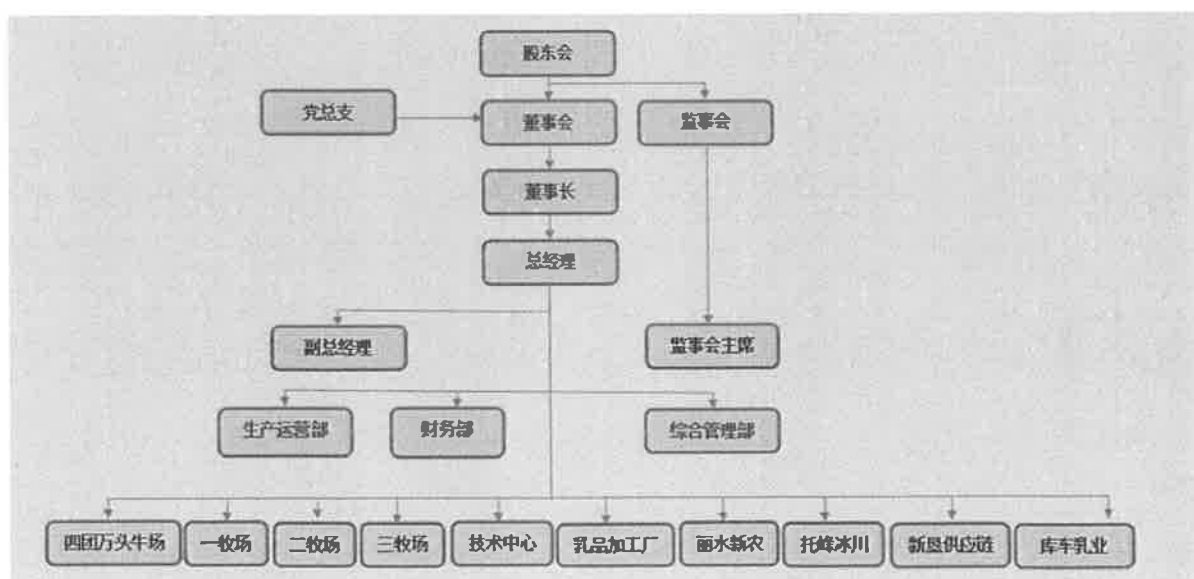 股东会
党总支
董事会
监事会
董事长
总经理
副总经理
监事会主席
生产运营部
财务部
综合管理部
四团万头牛场
一牧场
二牧场
三牧场
技术中心
乳品加工厂
丽水新农
托峰冰川
新垦供应链
库车乳业